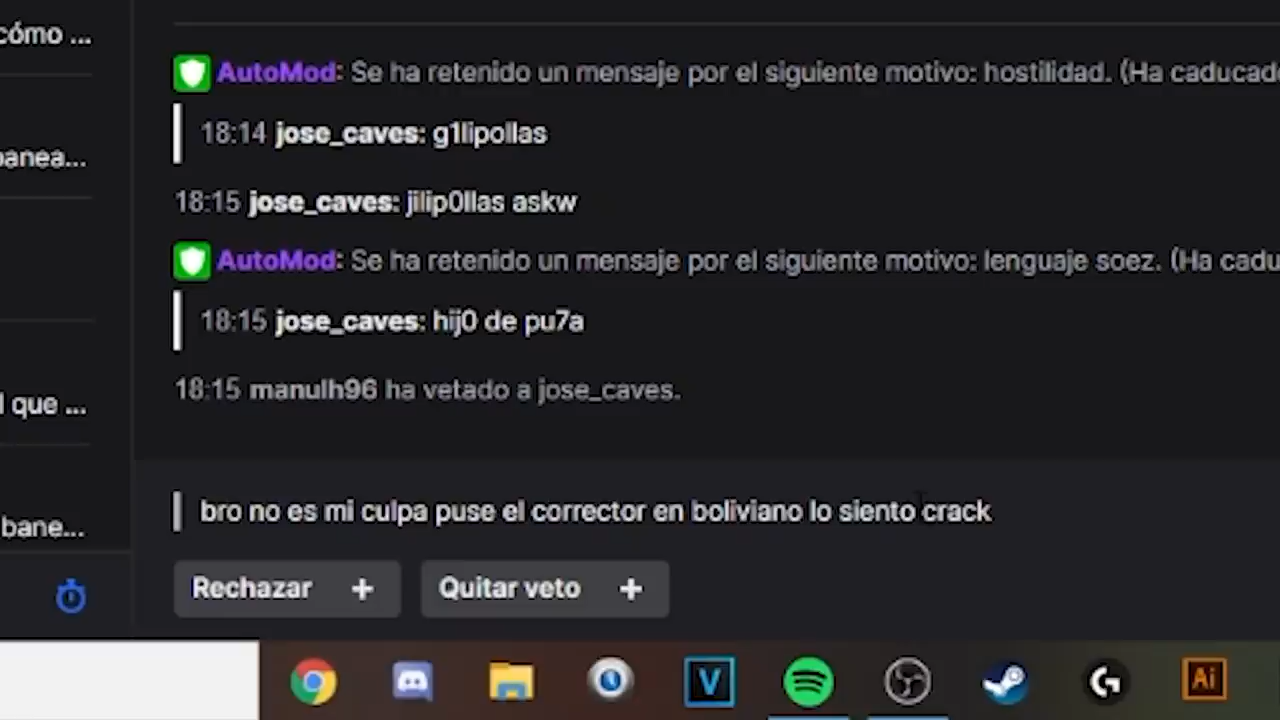 cómo ...
AutoMod: Se ha retenido un mensaje por el siguiente motivo: hostilidad. (Ha caducado
18:14 jose_caves: g1lipollas
banea...
18:15 jose_caves: jilip0llas askw
AutoMod: Se ha retenido un mensaje por el siguiente motivo: lenguaje soez. (Ha cadu
18:15 jose_caves: hij0 de pu7a
18:15 manulh96 ha vetado a jose_caves.
l que ...
bro no es mi culpa puse el corrector en boliviano lo siento crack
bane...
Rechazar + Quitar veto +
V Ai